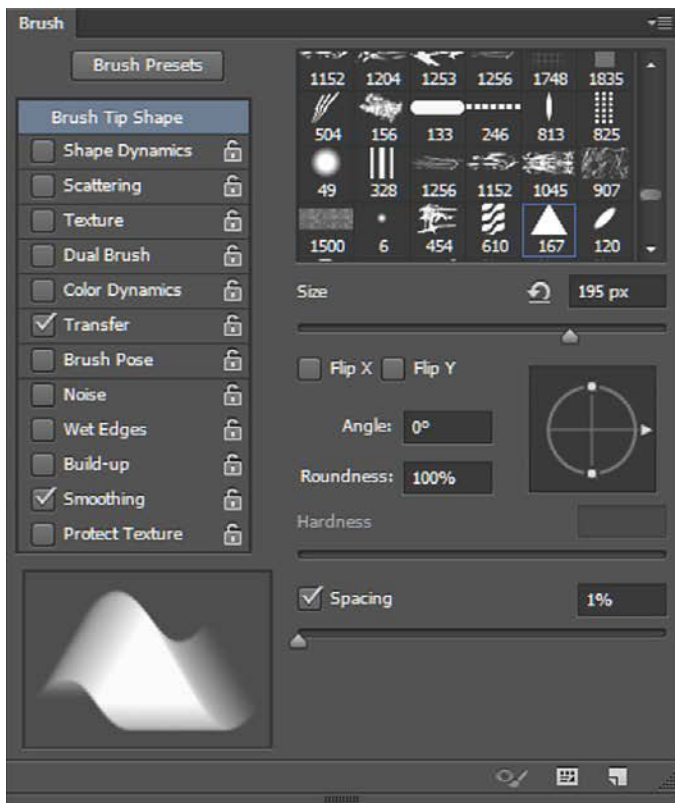 Brush
Brush Presets
Brush Tip Shape
Shape Dynamics
Scattering
Texture
Dual Brush
Color Dynamics
Transfer
Brush Pose
Noise
Wet Edges
Build-up
Smoothing
Protect Texture
1152 1204 1253 1256 1748 1835
504 156 133 246 813 825
49 328 1256 1152 1045 907
1500 6 454 610 167 120
Size 195 px
Flip X Flip Y
Angle: 0º
Roundness: 100%
Hardness
Spacing 1%